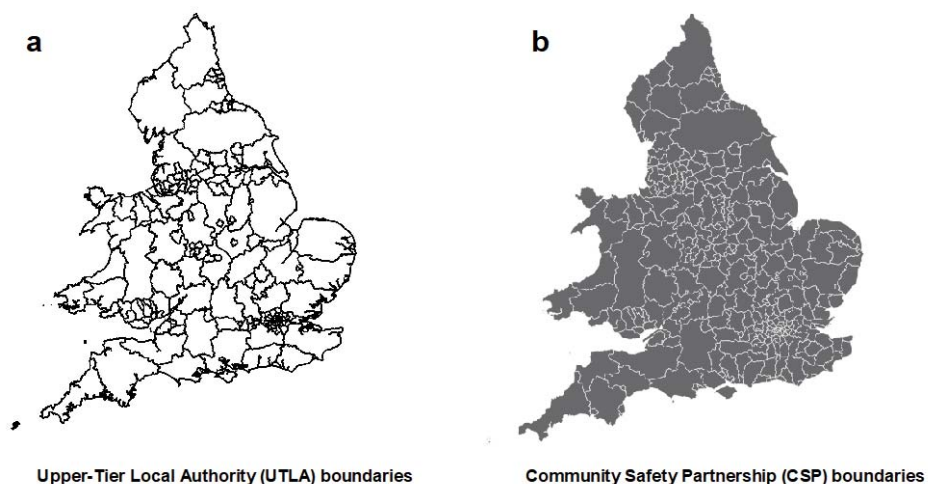 a
b
Upper-Tier Local Authority (UTLA) boundaries
Community Safety Partnership (CSP) boundaries